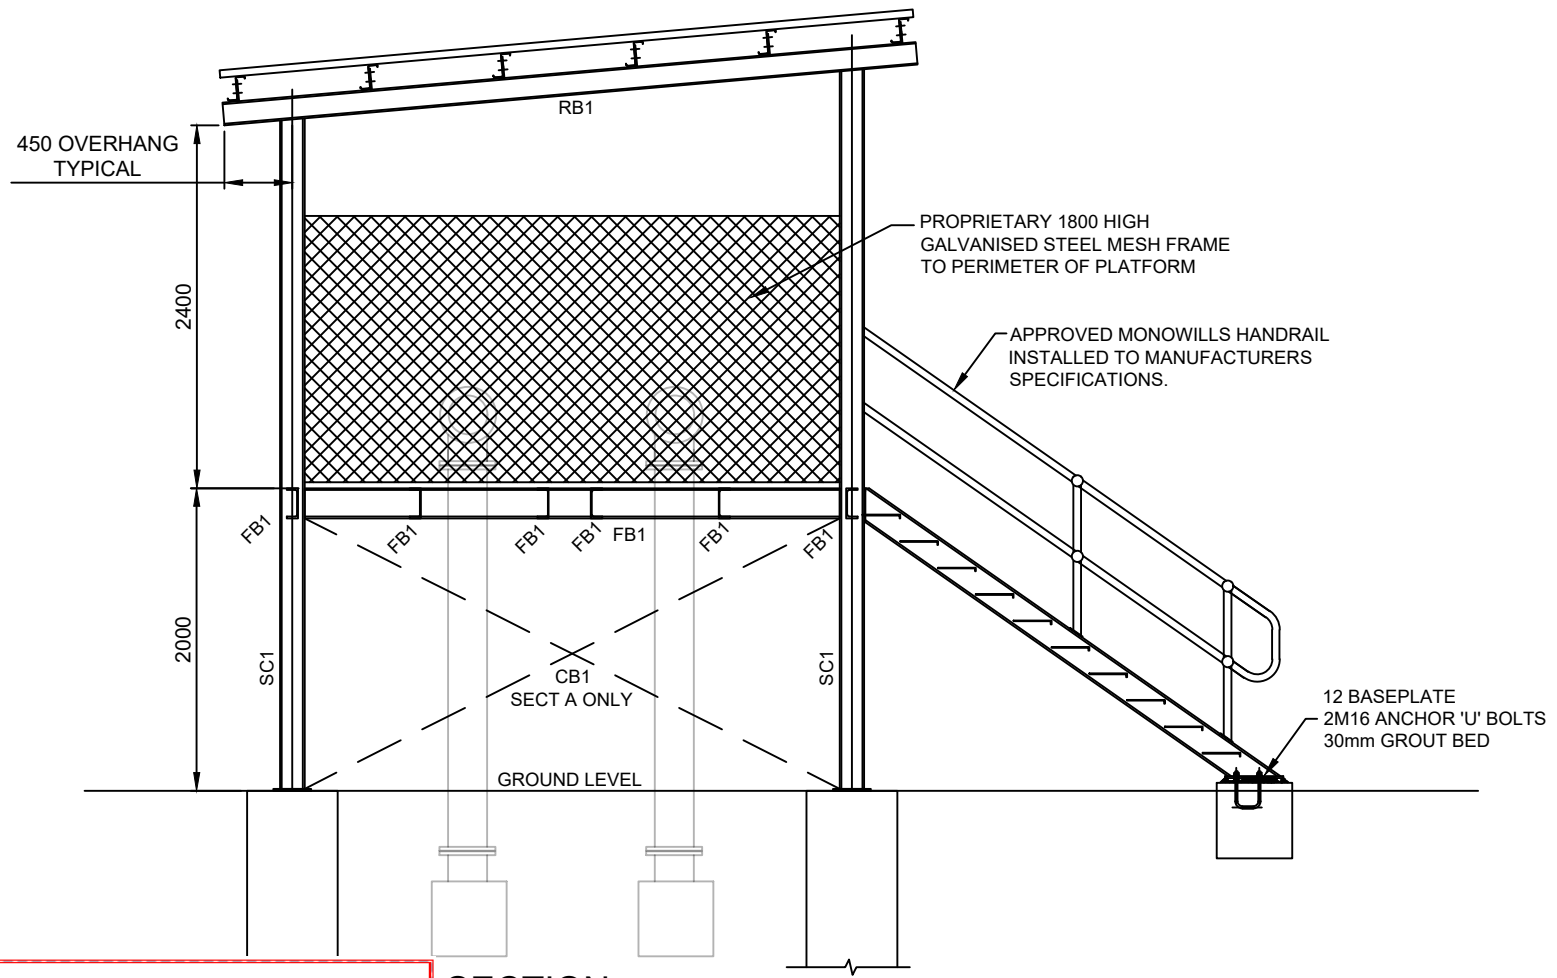 RB1
450 OVERHANG
TYPICAL
PROPRIETARY 1800 HIGH
GALVANISED STEEL MESH FRAME
TO PERIMETER OF PLATFORM
2400
APPROVED MONOWILLS HANDRAIL
INSTALLED TO MANUFACTURERS
SPECIFICATIONS.
FB1
FB1
FB1
FB1
FB1
FB1
FB1
2000
SC1
SC1
CB1
SECT A ONLY
12 BASEPLATE
2M16 ANCHOR 'U' BOLTS
30mm GROUT BED
GROUND LEVEL
SECTION